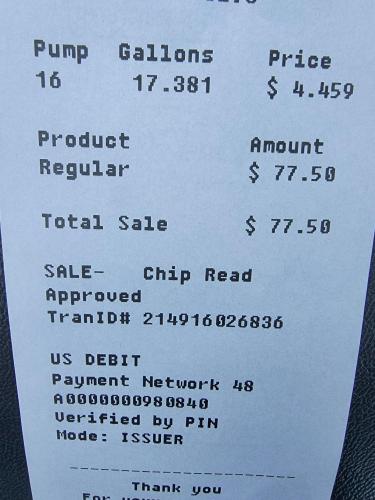 Pump Gallons Price
16 17.381 $ 4.459
Product Amount
Regular $ 77.50
Total Sale $ 77.50
SALE- Chip Read
Approved
TranID# 214916026836
US DEBIT
Payment Network 48
A0000000980840
Verified by PIN
Mode: ISSUER
Thank you